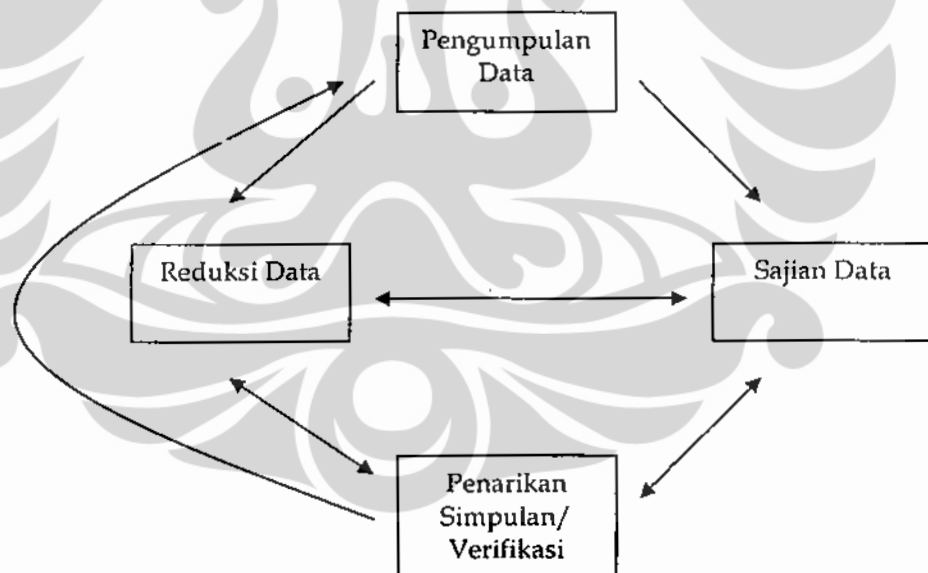 Pengumpulan
Data
Reduksi Data
Sajian Data
Penarikan
Simpulan/
Verifikasi